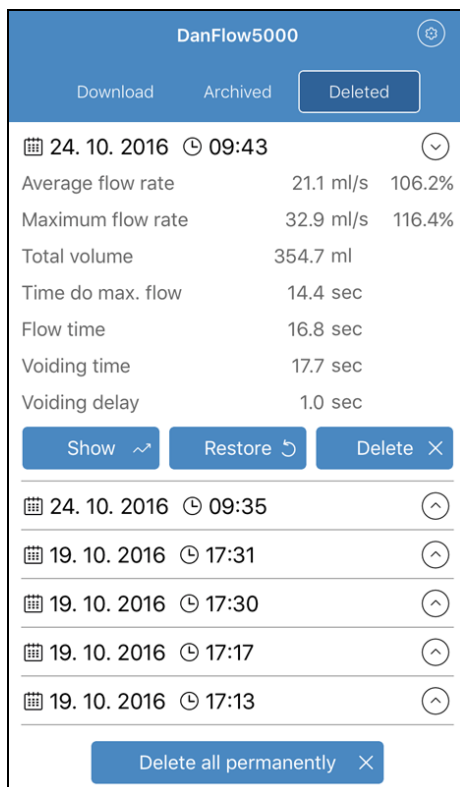 DanFlow5000
Download Archived Deleted
24. 10. 2016 09:43
Average flow rate 21.1 ml/s 106.2%
Maximum flow rate 32.9 ml/s 116.4%
Total volume 354.7 ml
Time do max. flow 14.4 sec
Flow time 16.8 sec
Voiding time 17.7 sec
Voiding delay 1.0 sec
Show Restore Delete
24. 10. 2016 09:35
19. 10. 2016 17:31
19. 10. 2016 17:30
19. 10. 2016 17:17
19. 10. 2016 17:13
Delete all permanently